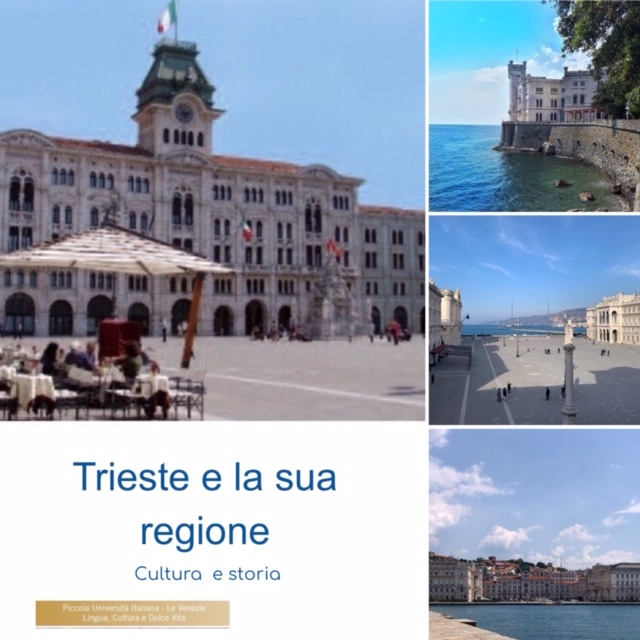 Trieste e la sua
regione
Cultura e storia
Piccola Università Italiana - Le Venezie
Lingua, Cultura e Dolce Vita